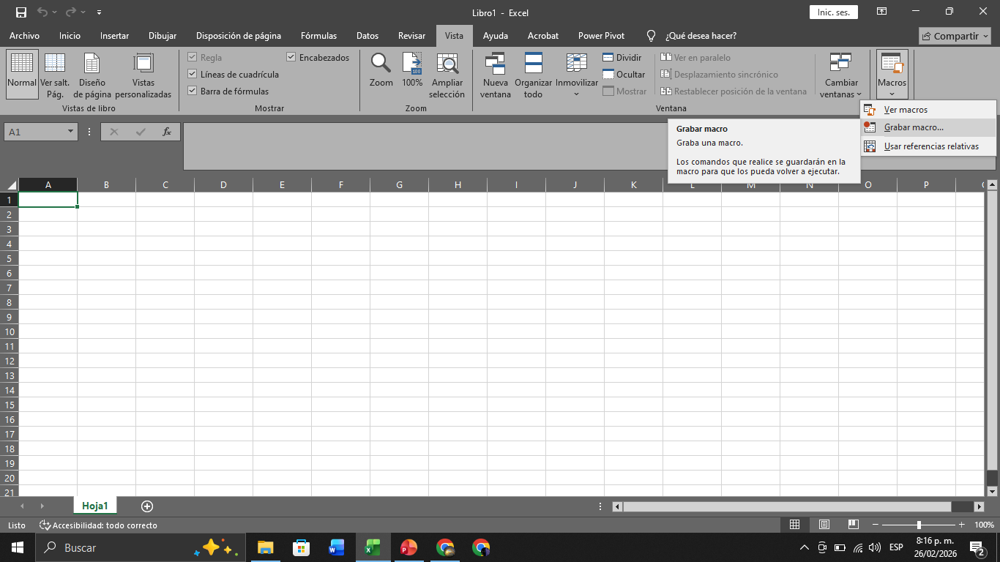 Libro1 - Excel
Inic. ses.
Archivo Inicio Insertar Dibujar Disposición de página Fórmulas Datos Revisar Vista Ayuda Acrobat Power Pivot ¿Qué desea hacer? Compartir
Normal
Ver salt. Pág.
Diseño de página
Vistas personalizadas
Vistas de libro
Regla
Líneas de cuadrícula
Barra de fórmulas
Encabezados
Mostrar
Zoom
100
100%
Ampliar selección
Zoom
Nueva ventana
Organizar todo
Inmovilizar
Dividir
Ocultar
Mostrar
Ver en paralelo
Desplazamiento sincrónico
Restablecer posición de la ventana
Cambiar ventanas
Ventana
Macros
Ver macros
Grabar macro...
Usar referencias relativas
A1
fx
Grabar macro
Graba una macro.
Los comandos que realice se guardarán en la
macro para que los pueda volver a ejecutar.
A B C D E F G H I J K L M N O P
1
2
3
4
5
6
7
8
9
10
11
12
13
14
15
16
17
18
19
20
21
Hoja1
Listo Accesibilidad: todo correcto 100%
Buscar
ESP
8:16 p. m.
26/02/2026
2